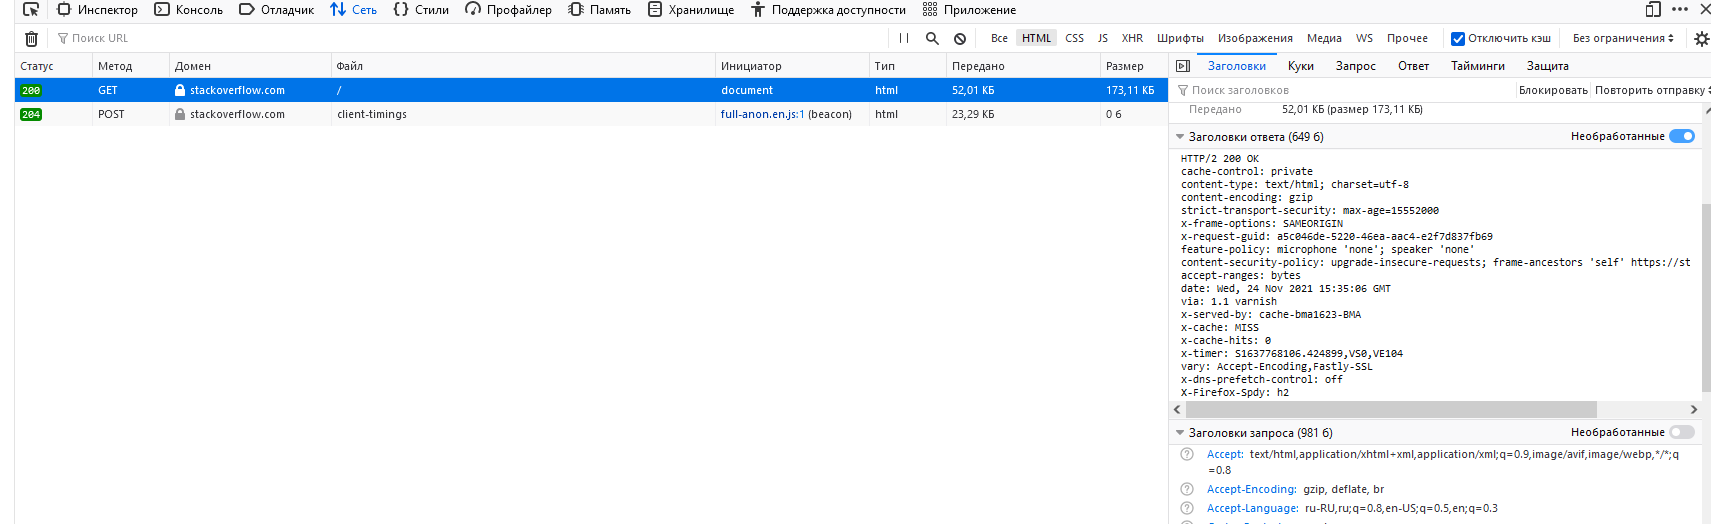 Инспектор Консоль Отладчик Сеть Стили Профайлер Память Хранилище Поддержка доступности Приложение
Поиск URL Все HTML CSS JS XHR Шрифты Изображения Медиа WS Прочее Отключить кэш Без ограничения
Статус Метод Домен Файл Инициатор Тип Передано Размер
200 GET stackoverflow.com / document html 52,01 КБ 173,11 КБ
204 POST stackoverflow.com client-timings full-anon.en.js:1 (beacon) html 23,29 КБ 0 б
Заголовки Куки Запрос Ответ Тайминги Защита
Поиск заголовков Блокировать Повторить отправку
Передано 52,01 КБ (размер 173,11 КБ)
Заголовки ответа (649 б) Необработанные
HTTP/2 200 OK
cache-control: private
content-type: text/html; charset=utf-8
content-encoding: gzip
strict-transport-security: max-age=15552000
x-frame-options: SAMEORIGIN
x-request-guid: a5c046de-5220-46ea-aac4-e2f7d837fb69
feature-policy: microphone 'none'; speaker 'none'
content-security-policy: upgrade-insecure-requests; frame-ancestors 'self' https://st
accept-ranges: bytes
date: Wed, 24 Nov 2021 15:35:06 GMT
via: 1.1 varnish
x-served-by: cache-bma1623-BMA
x-cache: MISS
x-cache-hits: 0
x-timer: S1637768106.424899,VS0,VE104
vary: Accept-Encoding,Fastly-SSL
x-dns-prefetch-control: off
X-Firefox-Spdy: h2
Заголовки запроса (981 б) Необработанные
Accept: text/html,application/xhtml+xml,application/xml;q=0.9,image/avif,image/webp,*/*;q
=0.8
Accept-Encoding: gzip, deflate, br
Accept-Language: ru-RU,ru;q=0.8,en-US;q=0.5,en;q=0.3